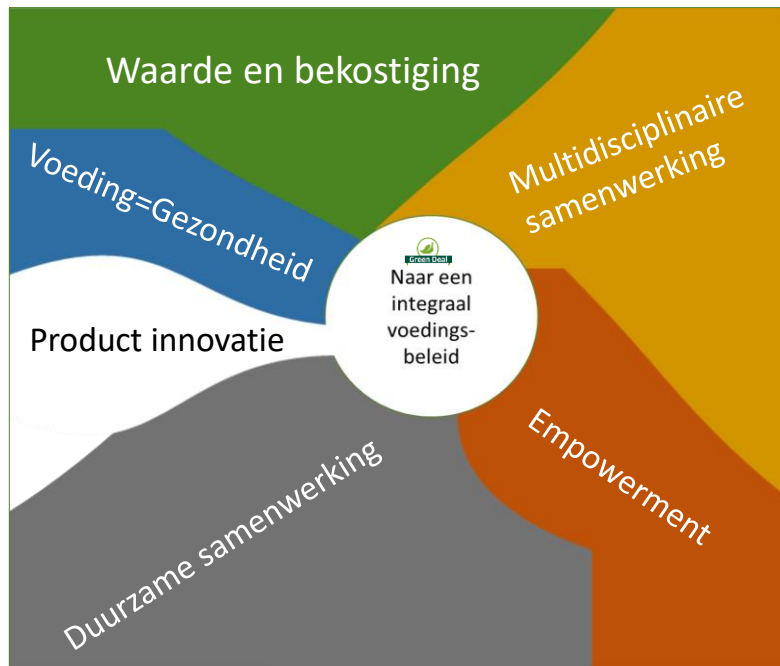 Waarde en bekostiging
Multidisciplinaire
samenwerking
Voeding=Gezondheid
Green Deal
Naar een
integraal
voedings-
beleid
Product innovatie
Empowerment
Duurzame samenwerking